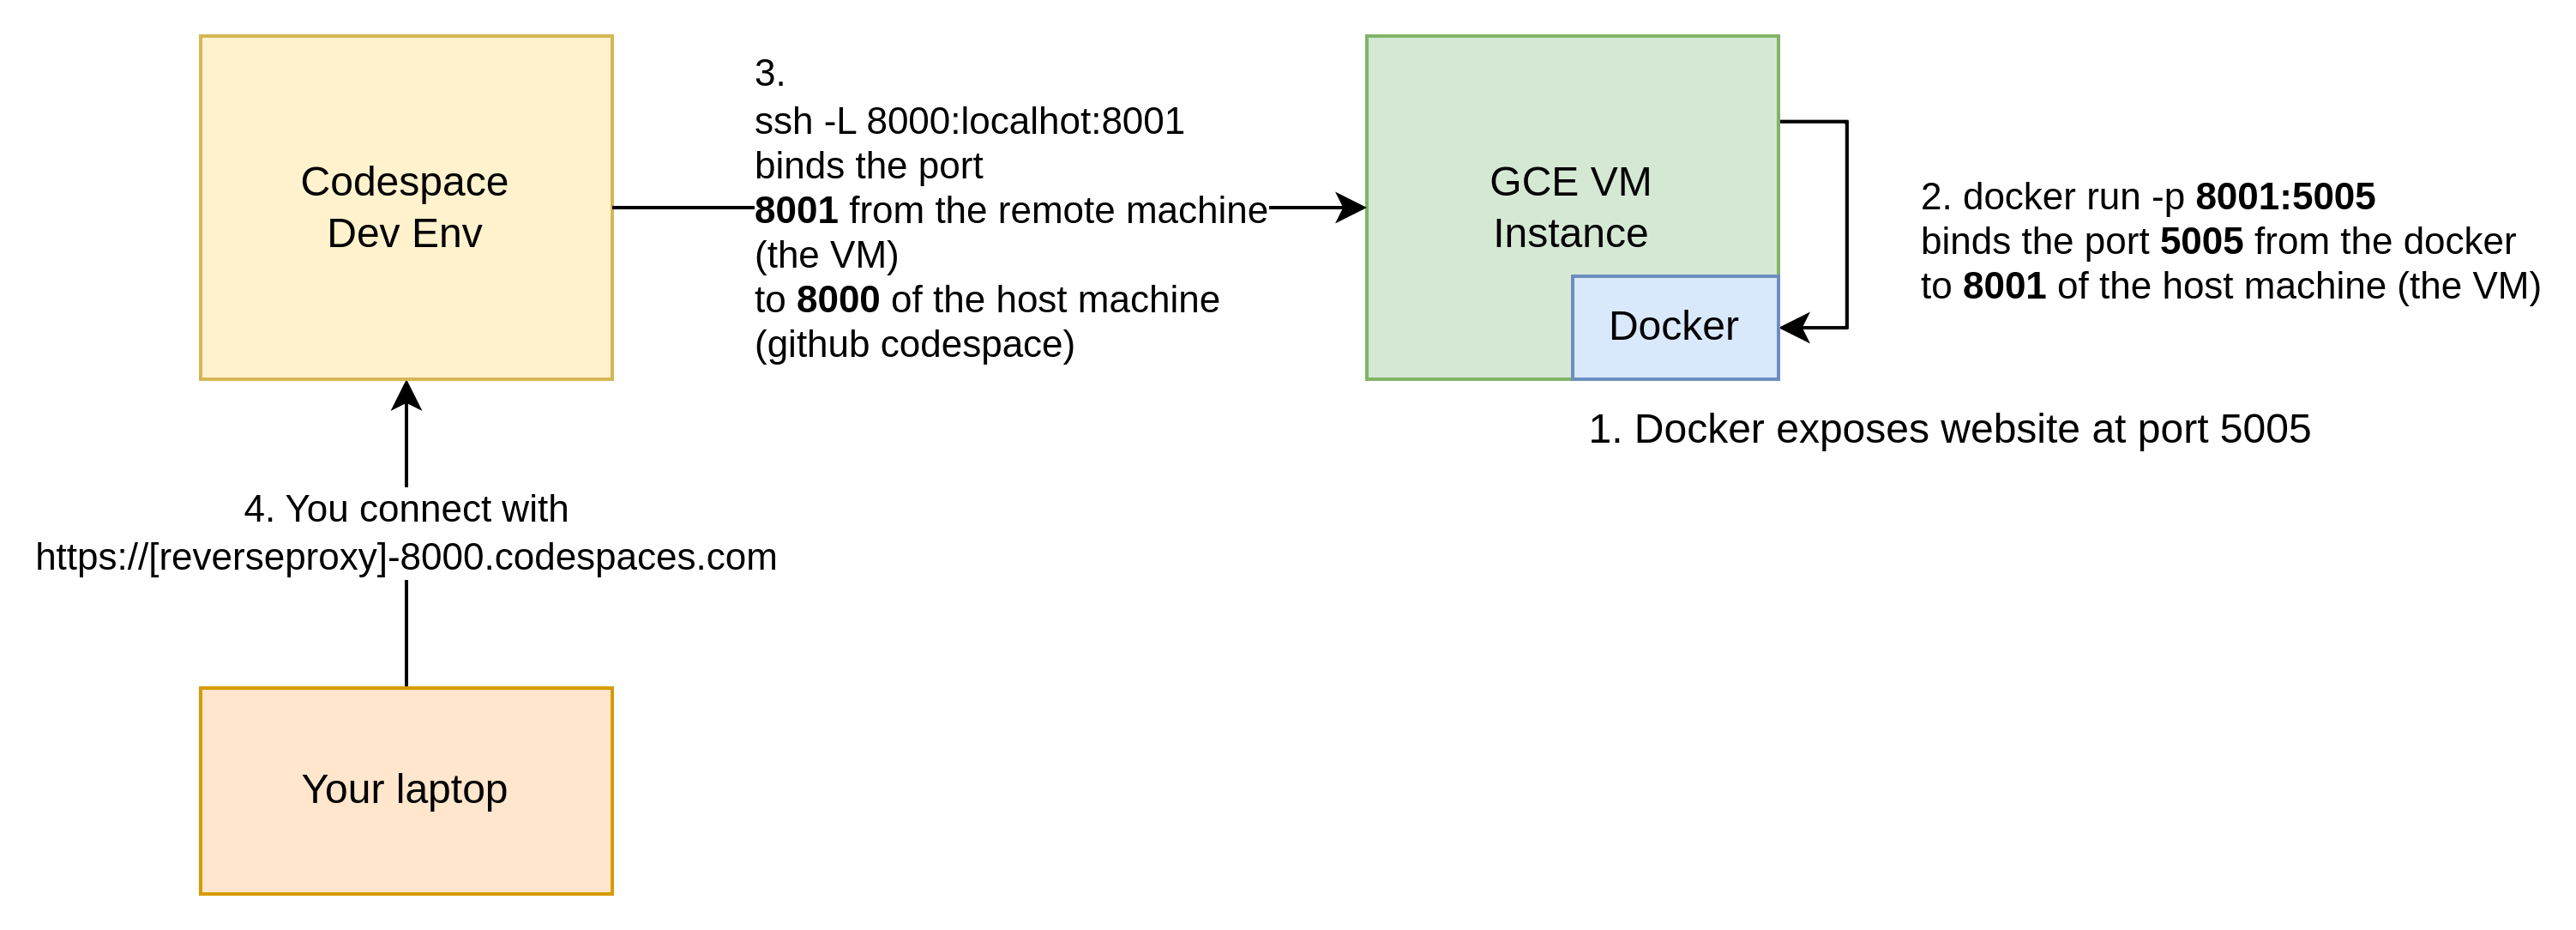 Codespace
Dev Env
3.
ssh -L 8000:localhot:8001
binds the port
8001 from the remote machine
(the VM)
to 8000 of the host machine
(github codespace)
GCE VM
Instance
Docker
2. docker run -p 8001:5005
binds the port 5005 from the docker
to 8001 of the host machine (the VM)
1. Docker exposes website at port 5005
4. You connect with
https://[reverseproxy]-8000.codespaces.com
Your laptop